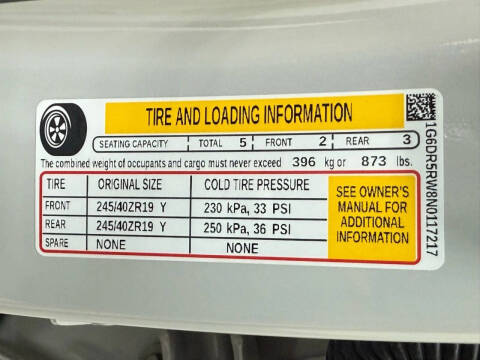 TIRE AND LOADING INFORMATION
SEATING CAPACITY TOTAL 5 FRONT 2 REAR 3
The combined weight of occupants and cargo must never exceed 396 kg or 873 lbs.
TIRE ORIGINAL SIZE COLD TIRE PRESSURE
FRONT 245/40ZR19 Y 230 kPa, 33 PSI
REAR 245/40ZR19 Y 250 kPa, 36 PSI
SPARE NONE NONE
SEE OWNER'S
MANUAL FOR
ADDITIONAL
INFORMATION
1G6DR5RW8N0117217